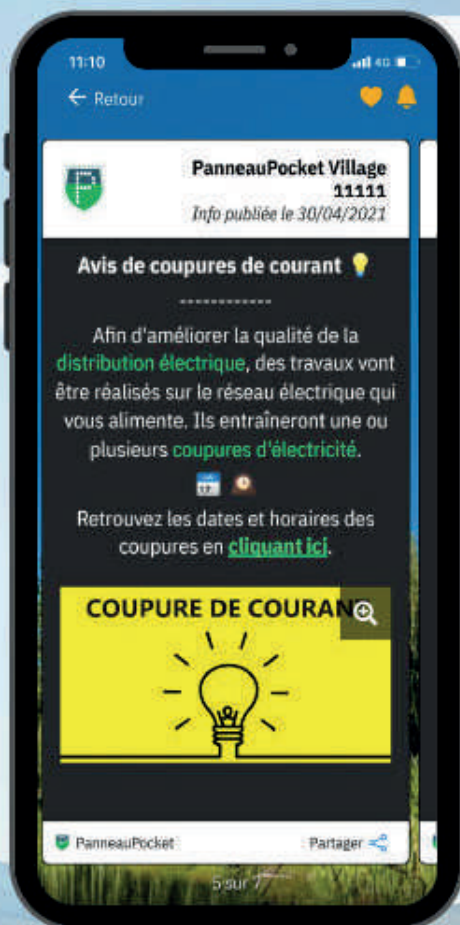 11:10
4G
← Retour
PanneauPocket Village
11111
Info publiée le 30/04/2021
Avis de coupures de courant
------------
Afin d'améliorer la qualité de la
distribution électrique, des travaux vont
être réalisés sur le réseau électrique qui
vous alimente. Ils entraîneront une ou
plusieurs coupures d'électricité.
Retrouvez les dates et horaires des
coupures en cliquant ici.
COUPURE DE COURANT
PanneauPocket
Partager
5 sur 7